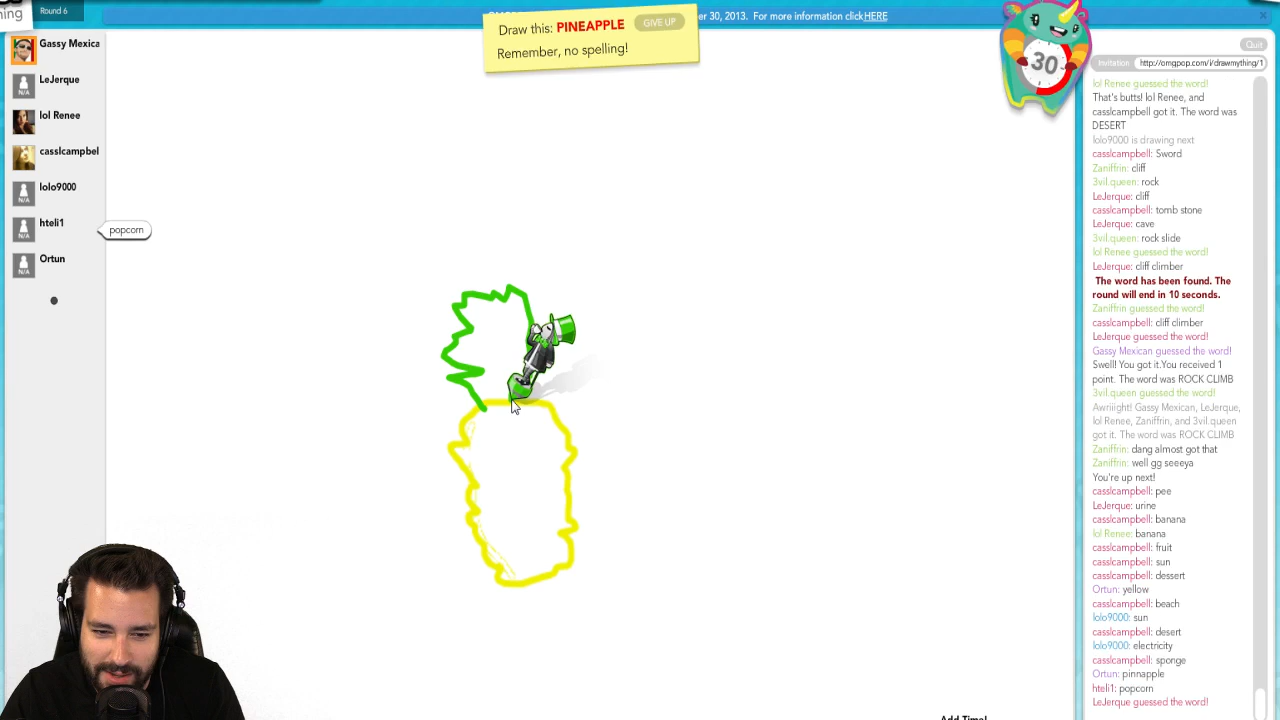 hing
Round 6
Draw this: PINEAPPLE GIVE UP
Remember, no spelling!
er 30, 2013. For more information click HERE
30
Quit
Invitation http://omgpop.com/i/drawmything/1
Gassy Mexica
LeJerque
lol Renee
casslcampbel
lolo9000
hteli1
popcorn
Ortun
N/A
N/A
N/A
N/A
lol Renee guessed the word!
That's butts! lol Renee, and
casslcampbell got it. The word was
DESERT
lolo9000 is drawing next
casslcampbell: Sword
Zaniffrin: cliff
3vil.queen: rock
LeJerque: cliff
casslcampbell: tomb stone
LeJerque: cave
3vil.queen: rock slide
lol Renee guessed the word!
LeJerque: cliff climber
The word has been found. The
round will end in 10 seconds.
Zaniffrin guessed the word!
casslcampbell: cliff climber
LeJerque guessed the word!
Gassy Mexican guessed the word!
Swell! You got it.You received 1
point. The word was ROCK CLIMB
3vil.queen guessed the word!
Awriiight! Gassy Mexican, LeJerque,
lol Renee, Zaniffrin, and 3vil.queen
got it. The word was ROCK CLIMB
Zaniffrin: dang almost got that
Zaniffrin: well gg seeeya
You're up next!
casslcampbell: pee
LeJerque: urine
casslcampbell: banana
lol Renee: banana
casslcampbell: fruit
casslcampbell: sun
casslcampbell: dessert
Ortun: yellow
casslcampbell: beach
lolo9000: sun
casslcampbell: desert
lolo9000: electricity
casslcampbell: sponge
Ortun: pinnapple
hteli1: popcorn
LeJerque guessed the word!
Add Time!